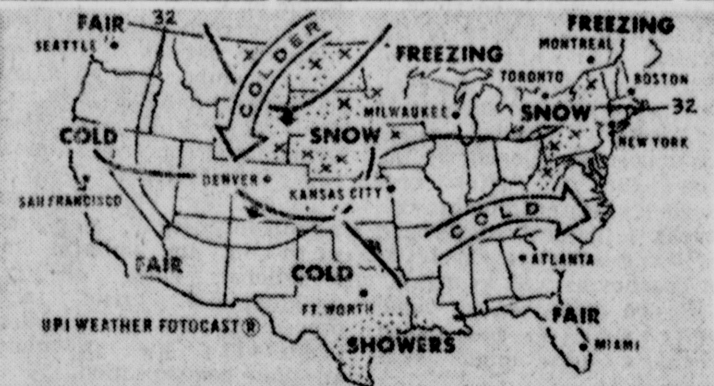 FAIR
32
FREEZING
SEATTLE
COLDER
FREEZING
MONTREAL
TORONTO
BOSTON
MILWAUKEE
SNOW
32
COLD
SNOW
NEW YORK
DENVER
KANSAS CITY
SAN FRANCISCO
COLD
ATLANTA
FAIR
COLD
FT. WORTH
FAIR
UPI WEATHER FOTOCAST®
SHOWERS
MIAMI